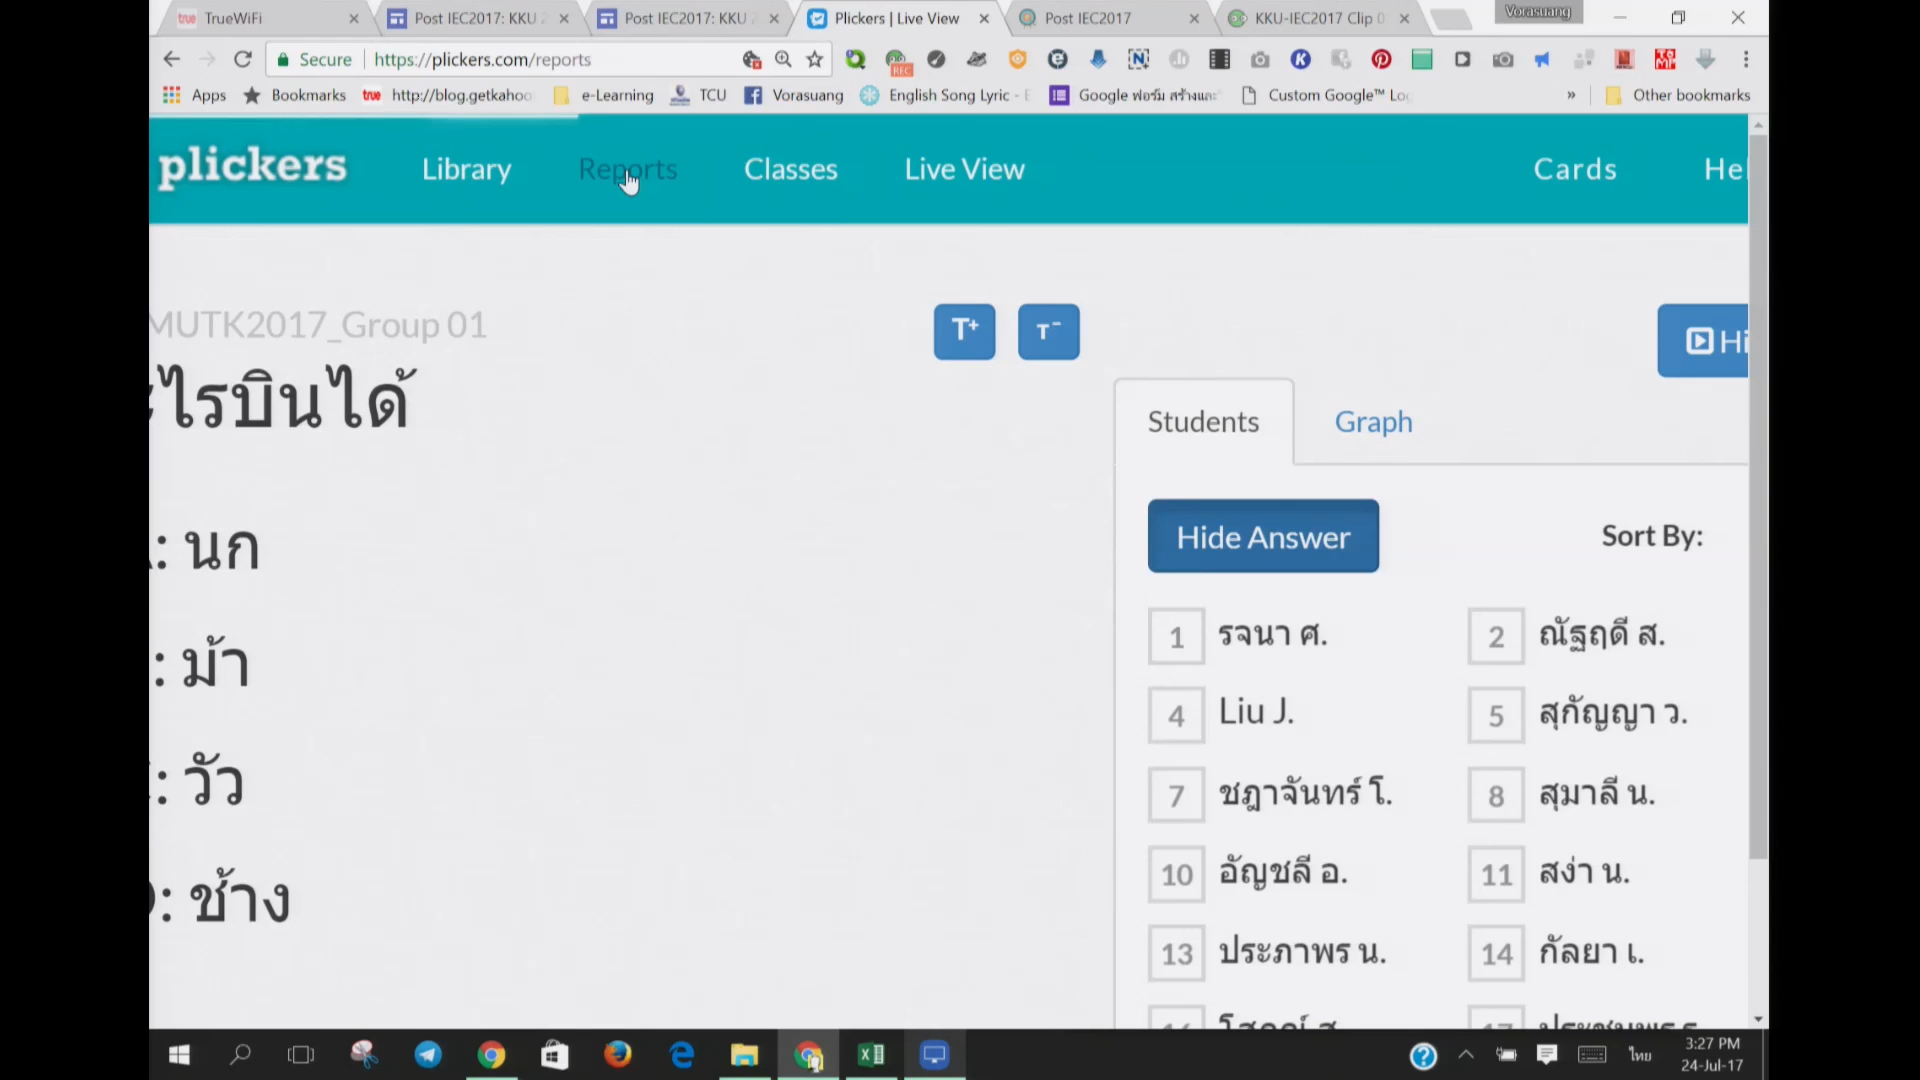 true TrueWiFi
Post IEC2017: KKU
Post IEC2017: KKU
Plickers | Live View
Post IEC2017
KKU-IEC2017 Clip 0
Vorasuang
Secure https://plickers.com/reports
REC
Apps Bookmarks true http://blog.getkahoo e-Learning TCU Vorasuang English Song Lyric - E Google ฟอร์ม สร้างและ Custom Google™ Lo » Other bookmarks
plickers Library Reports Classes Live View Cards Hel
MUTK2017_Group 01
T+ T-
Hi
ะไรบินได้
Students Graph
Hide Answer Sort By:
: นก
: ม้า
: วัว
: ช้าง
1 รจนา ศ. 2 ณัฐฤดี ส.
4 Liu J. 5 สุกัญญา ว.
7 ชฎาจันทร์ โ. 8 สุมาลี น.
10 อัญชลี อ. 11 สง่า น.
13 ประภาพร น. 14 กัลยา เ.
ไทย
3:27 PM
24-Jul-17